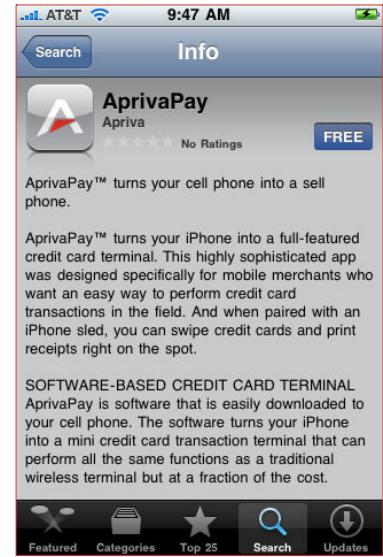 AT&T 9:47 AM
Search Info
AprivaPay
Apriva
No Ratings
FREE
AprivaPay™ turns your cell phone into a sell
phone.
AprivaPay™ turns your iPhone into a full-featured
credit card terminal. This highly sophisticated app
was designed specifically for mobile merchants who
want an easy way to perform credit card
transactions in the field. And when paired with an
iPhone sled, you can swipe credit cards and print
receipts right on the spot.
SOFTWARE-BASED CREDIT CARD TERMINAL
AprivaPay is software that is easily downloaded to
your cell phone. The software turns your iPhone
into a mini credit card transaction terminal that can
perform all the same functions as a traditional
wireless terminal but at a fraction of the cost.
Featured Categories Top 25 Search Updates